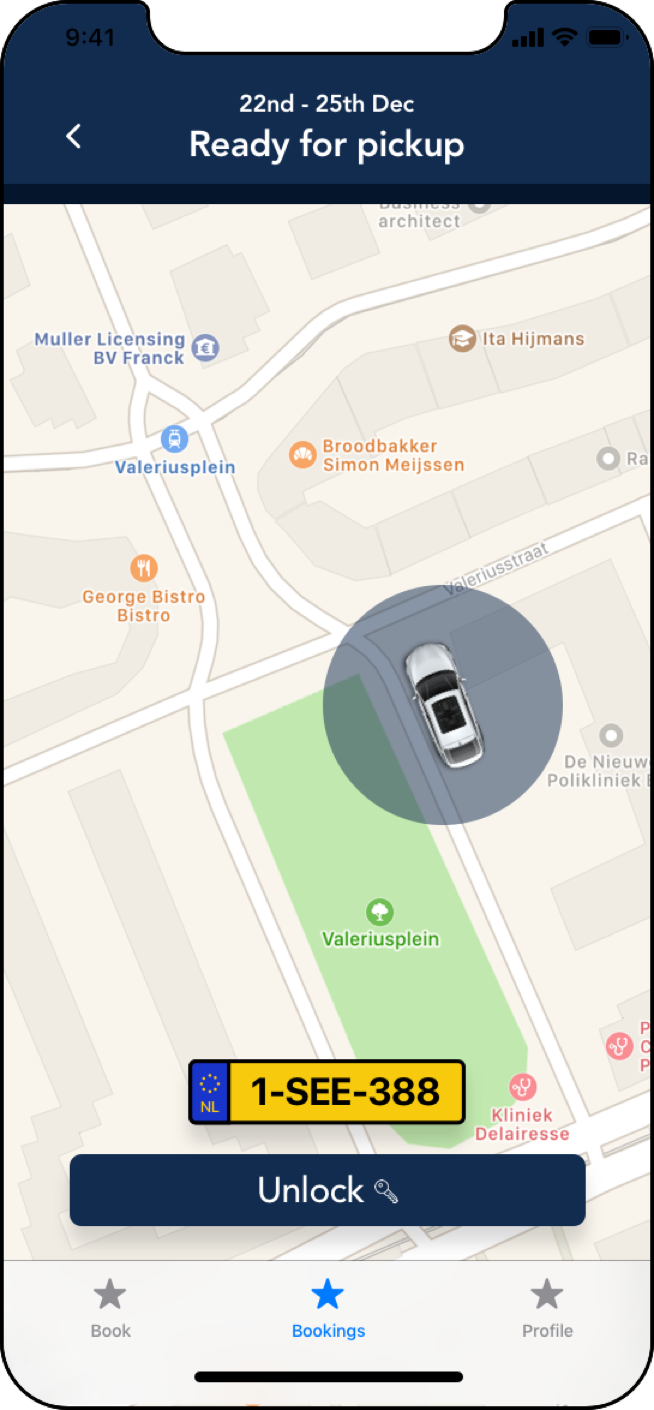 9:41
22nd - 25th Dec
Ready for pickup
Business
architect
Muller Licensing
BV Franck
Ita Hijmans
Valeriusplein
Broodbakker
Simon Meijssen
Ra
Valeriusstraat
George Bistro
Bistro
De Nieuw
Polikliniek
Valeriusplein
P
C
P
Kliniek
Delairesse
NL
1-SEE-388
Unlock
Book
Bookings
Profile